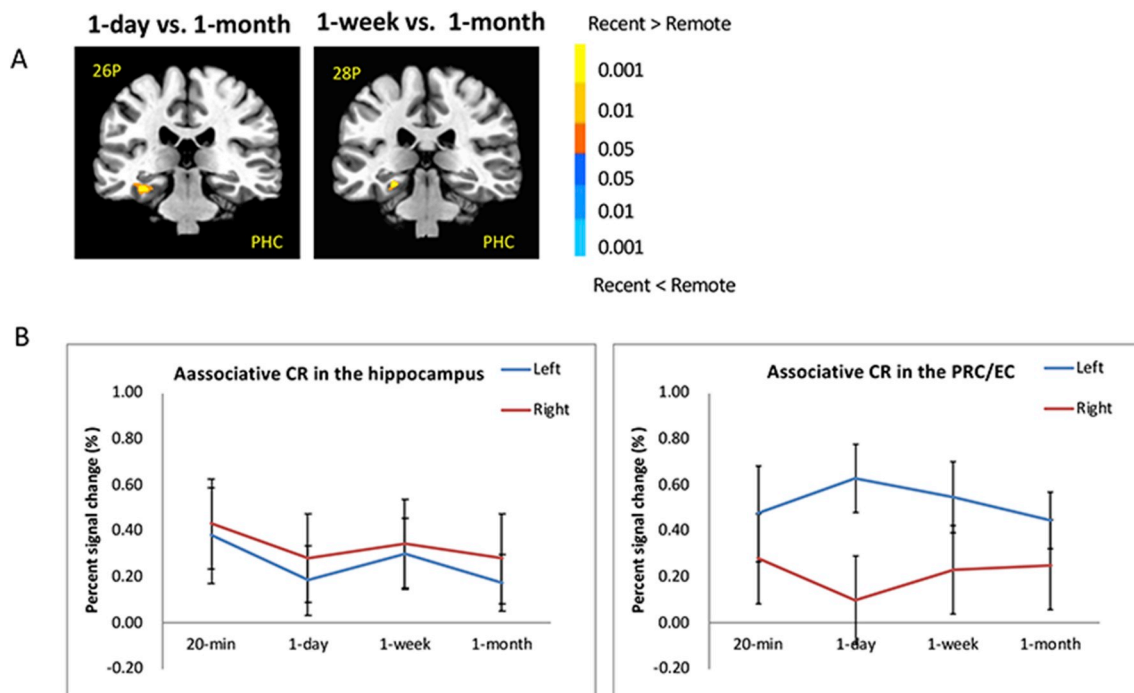 A
1-day vs. 1-month
26P
PHC
1-week vs. 1-month
28P
PHC
Recent > Remote
0.001
0.01
0.05
0.05
0.01
0.001
Recent < Remote
B
Aassociative CR in the hippocampus
Left
Right
Percent signal change (%)
1.00
0.80
0.60
0.40
0.20
0.00
-0.20
20-min 1-day 1-week 1-month
Associative CR in the PRC/EC
Left
Right
Percent signal change (%)
1.00
0.80
0.60
0.40
0.20
0.00
-0.20
20-min 1-day 1-week 1-month